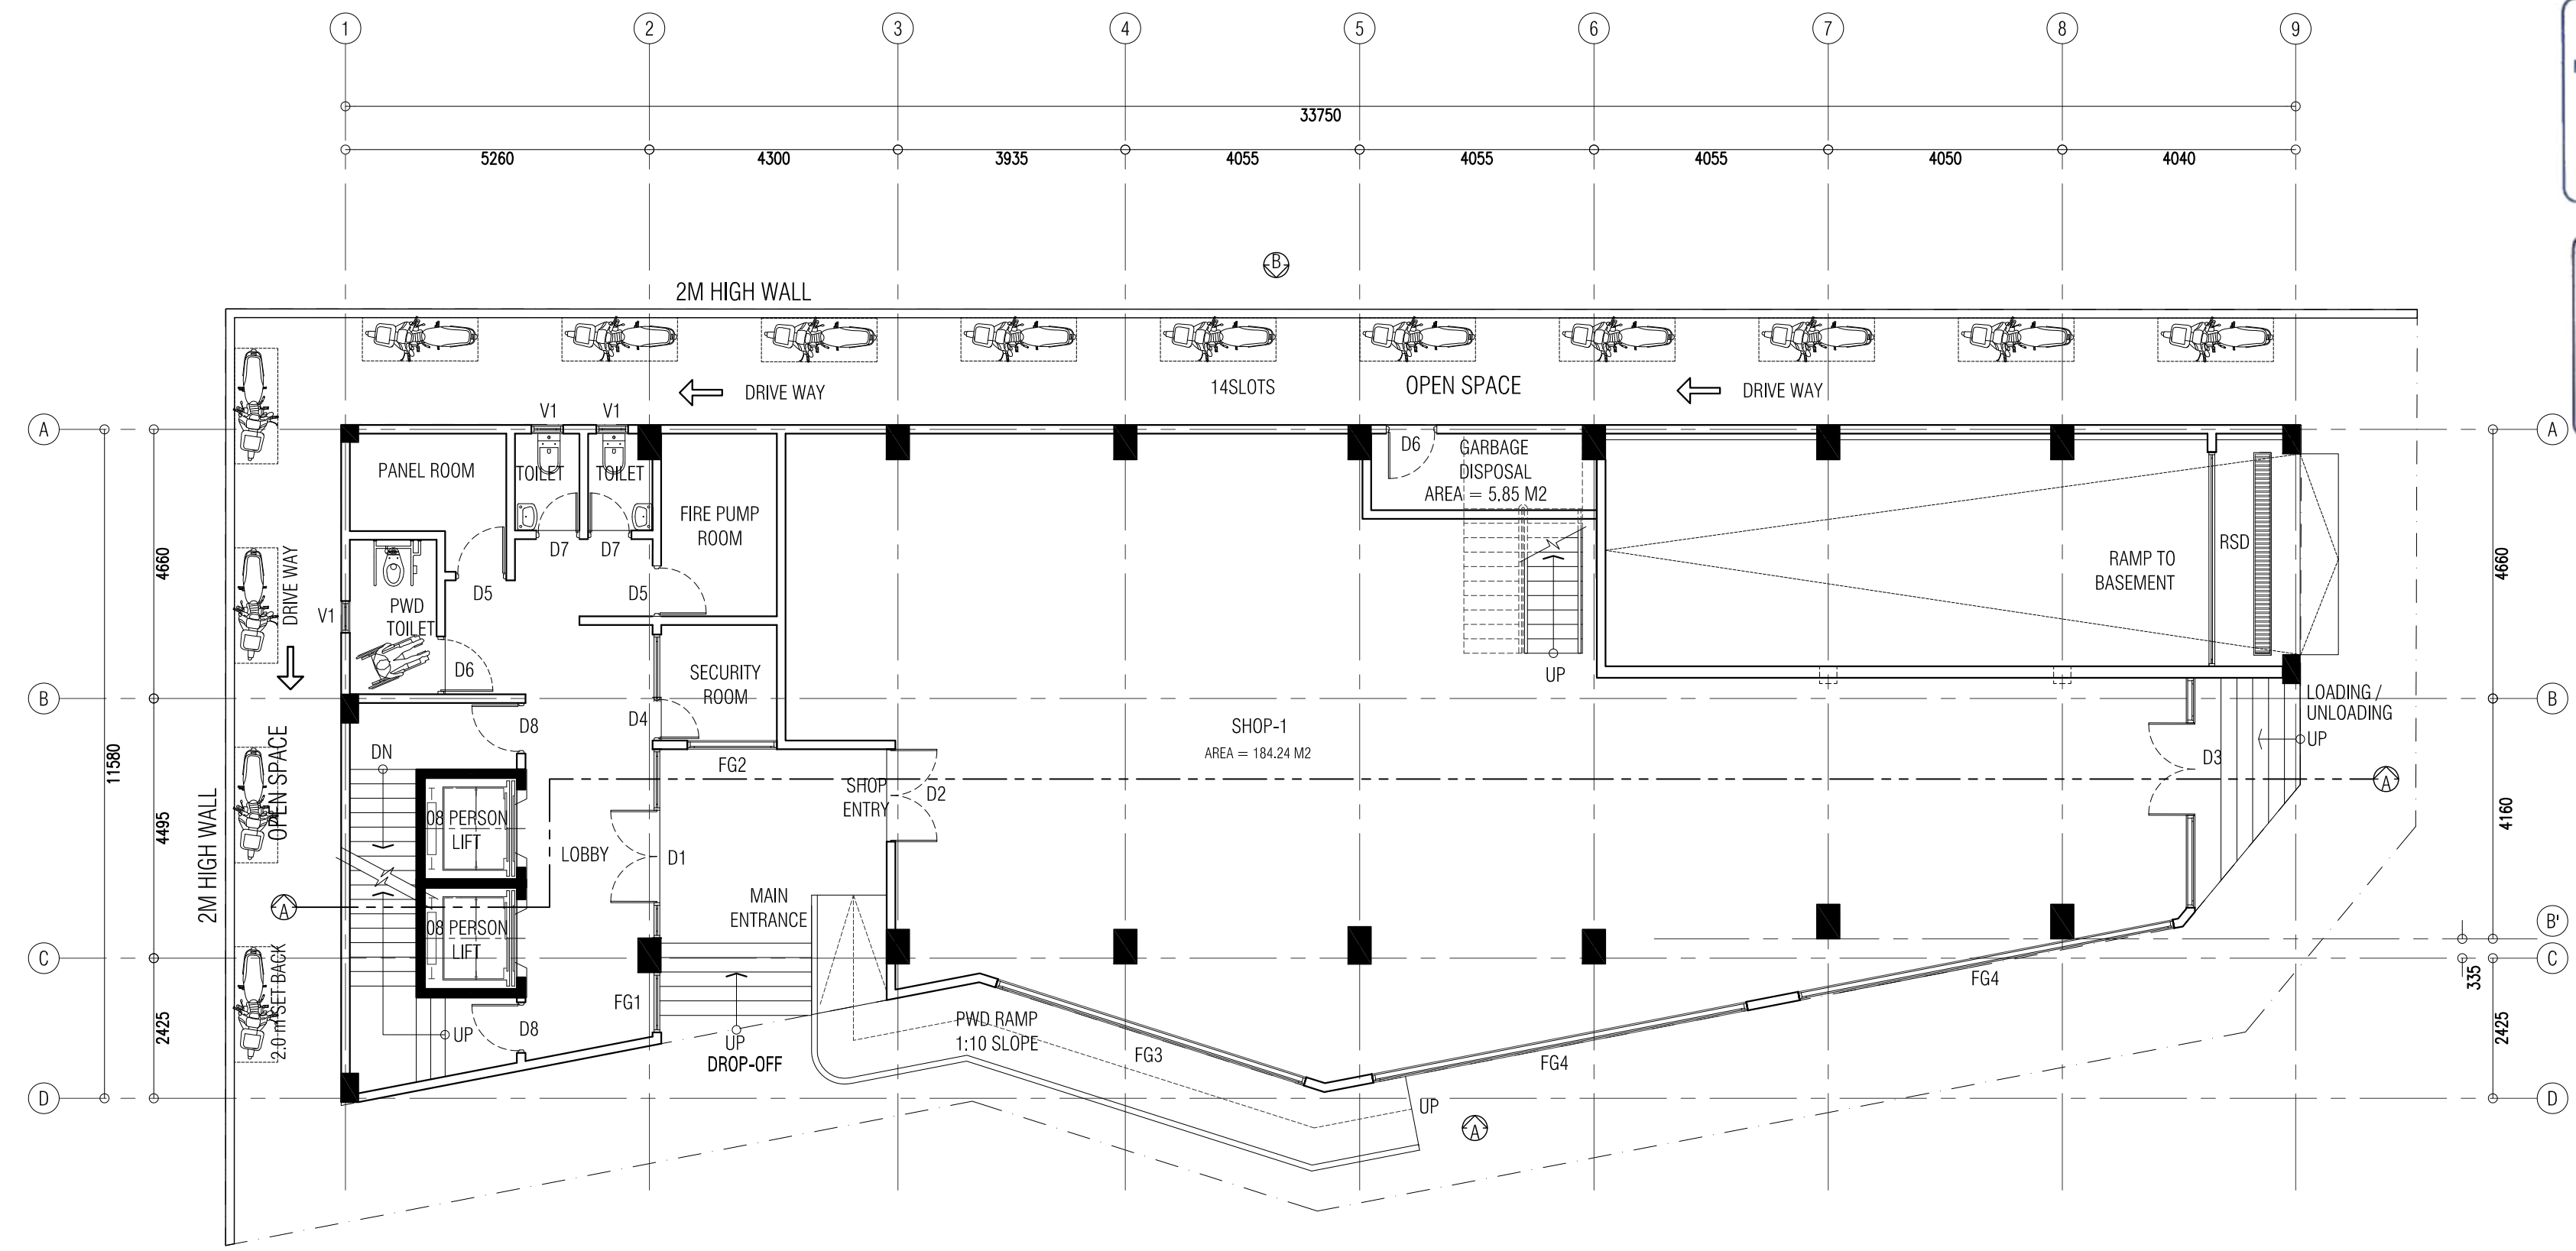 1 2 3 4 5 6 7 8 9
33750
5260 4300 3935 4055 4055 4055 4050 4040
B
2M HIGH WALL
DRIVE WAY
14SLOTS
OPEN SPACE
DRIVE WAY
A
V1
V1
A
PANEL ROOM
TOILET
TOILET
D6
GARBAGE
DISPOSAL
AREA = 5.85 M2
FIRE PUMP
ROOM
D7
D7
RSD
RAMP TO
BASEMENT
4660
4660
DRIVE WAY
D5
D5
V1
PWD
TOILET
D6
SECURITY
ROOM
UP
B
LOADING /
UNLOADING
B
D8
D4
SHOP-1
AREA = 184.24 M2
UP
DN
FG2
D3
11580
OPEN SPACE
SHOP
ENTRY
D2
A
2M HIGH WALL
4495
4160
08 PERSON
LIFT
LOBBY
D1
MAIN
ENTRANCE
A
08 PERSON
LIFT
B'
C
C
335
FG4
2.0 m SET BACK
FG1
PWD RAMP
1:10 SLOPE
2425
2425
UP
D8
UP
DROP-OFF
FG3
FG4
D
UP
D
A